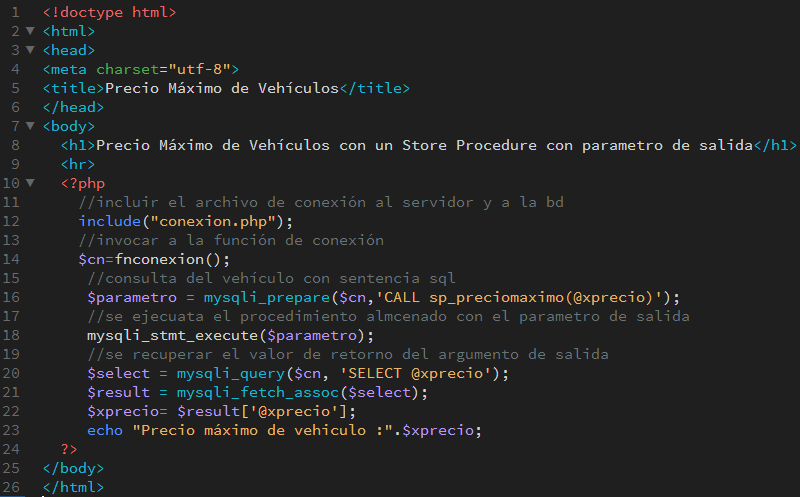 1 <!doctype html>
2 <html>
3 <head>
4 <meta charset="utf-8">
5 <title>Precio Máximo de Vehículos</title>
6 </head>
7 <body>
8 <h1>Precio Máximo de Vehículos con un Store Procedure con parametro de salida</h1>
9 <hr>
10 <?php
11 //incluir el archivo de conexión al servidor y a la bd
12 include("conexion.php");
13 //invocar a la función de conexión
14 $cn=fnconexion();
15 //consulta del vehículo con sentencia sql
16 $parametro = mysqli_prepare($cn,'CALL sp_preciomaximo(@xprecio)');
17 //se ejecuata el procedimiento almcenado con el parametro de salida
18 mysqli_stmt_execute($parametro);
19 //se recuperar el valor de retorno del argumento de salida
20 $select = mysqli_query($cn, 'SELECT @xprecio');
21 $result = mysqli_fetch_assoc($select);
22 $xprecio= $result['@xprecio'];
23 echo "Precio máximo de vehiculo :".$xprecio;
24 ?>
25 </body>
26 </html>